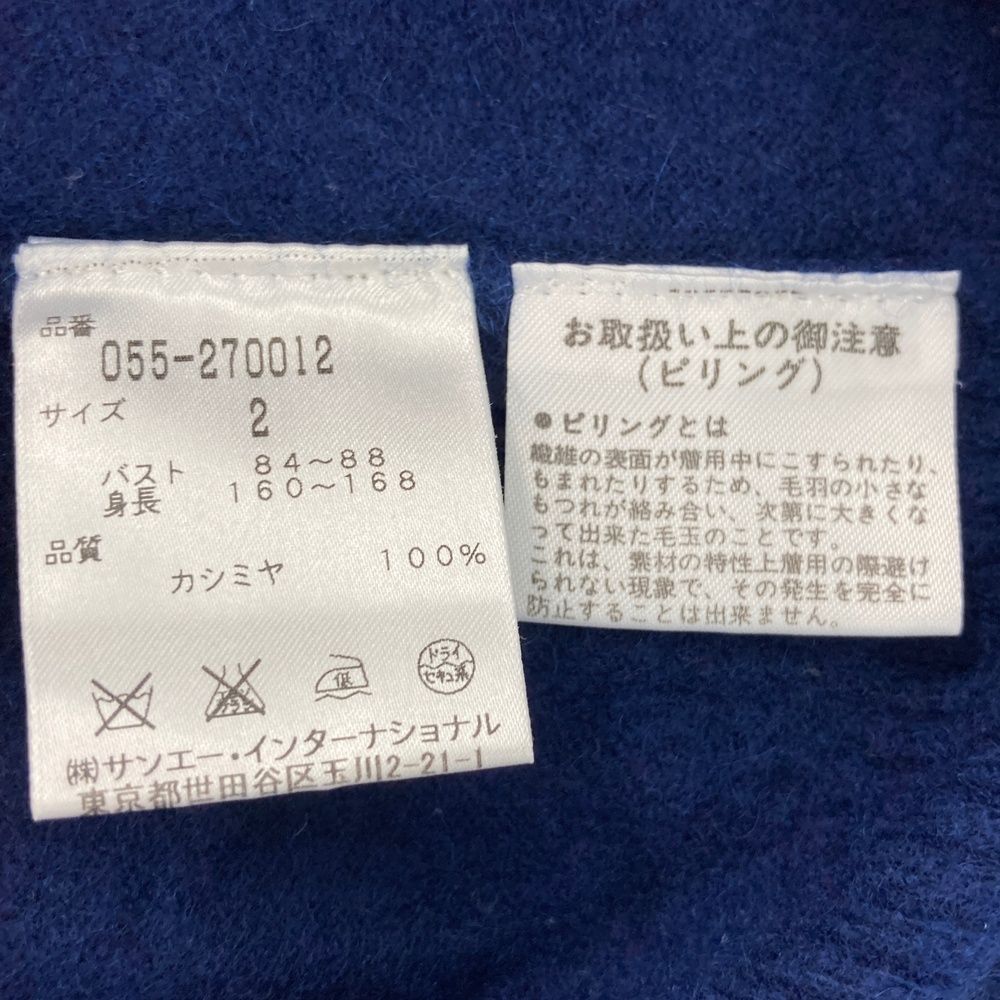 品番
055-270012
サイズ 2
バスト 84～88
身長 160～168
品質
カシミヤ 100%
低
ドライ
セキユ系
㈱サンエー・インターナショナル
東京都世田谷区玉川2-21-1
お取扱い上の御注意
(ピリング)
●ピリングとは
繊維の表面が着用中にこすられたり、
もまれたりするため、毛羽の小さな
もつれが絡み合い、次第に大きくな
って出来た毛玉のことです。
これは、素材の特性上着用の際避け
られない現象で、その発生を完全に
防止することは出来ません。